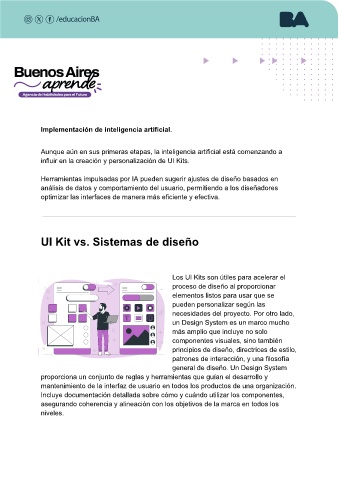 /educacionBA
BA
Buenos Aires
aprende
Agencia de Habilidades para el Futuro
Implementación de inteligencia artificial.
Aunque aún en sus primeras etapas, la inteligencia artificial está comenzando a
influir en la creación y personalización de UI Kits.
Herramientas impulsadas por IA pueden sugerir ajustes de diseño basados en
análisis de datos y comportamiento del usuario, permitiendo a los diseñadores
optimizar las interfaces de manera más eficiente y efectiva.
UI Kit vs. Sistemas de diseño
Los UI Kits son útiles para acelerar el
proceso de diseño al proporcionar
elementos listos para usar que se
pueden personalizar según las
necesidades del proyecto. Por otro lado,
un Design System es un marco mucho
más amplio que incluye no solo
componentes visuales, sino también
principios de diseño, directrices de estilo,
patrones de interacción, y una filosofía
general de diseño. Un Design System
proporciona un conjunto de reglas y herramientas que guían el desarrollo y
mantenimiento de la interfaz de usuario en todos los productos de una organización.
Incluye documentación detallada sobre cómo y cuándo utilizar los componentes,
asegurando coherencia y alineación con los objetivos de la marca en todos los
niveles.